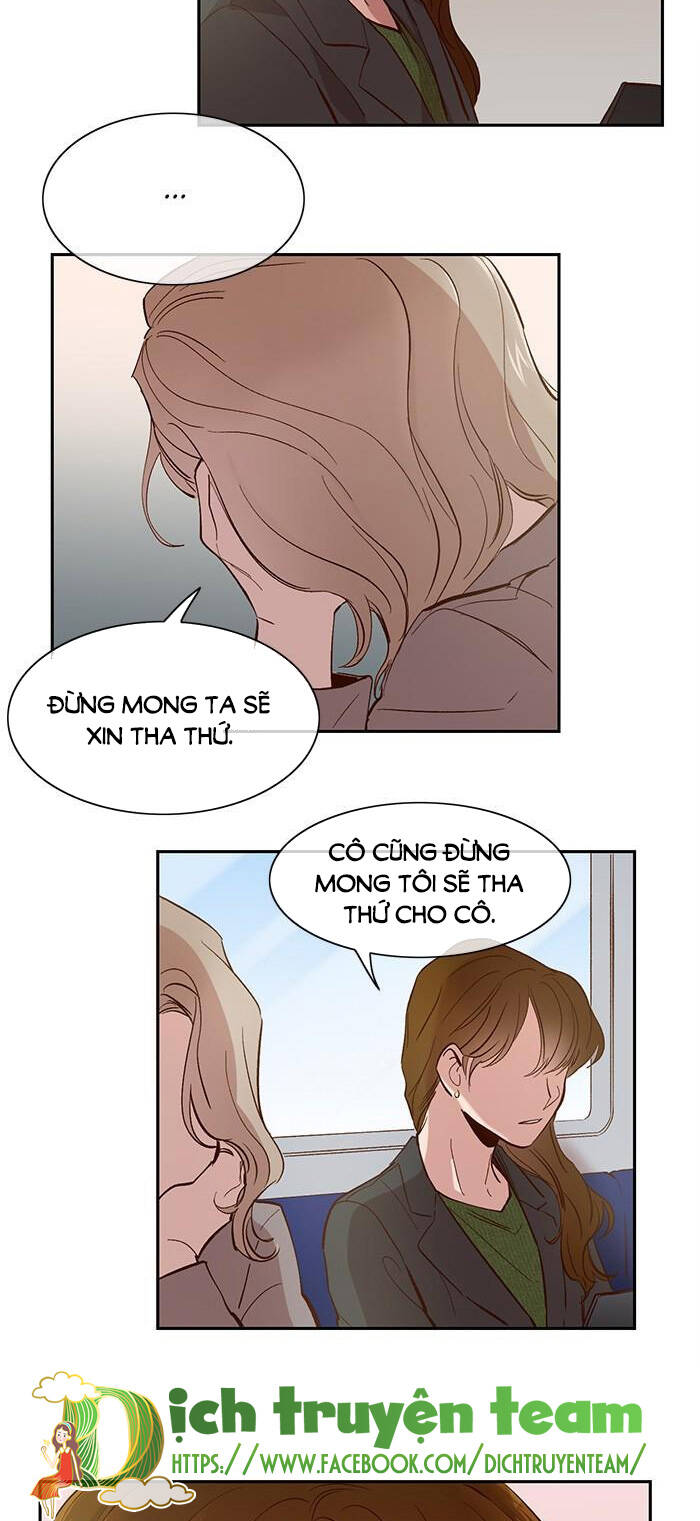 ...
ĐỪNG MONG TA SẼ
XIN THA THỨ.
CÔ CŨNG ĐỪNG
MONG TÔI SẼ THA
THỨ CHO CÔ.
Dịch truyện team
HTTPS://WWW.FACEBOOK.COM/DICHTRUYENTEAM/